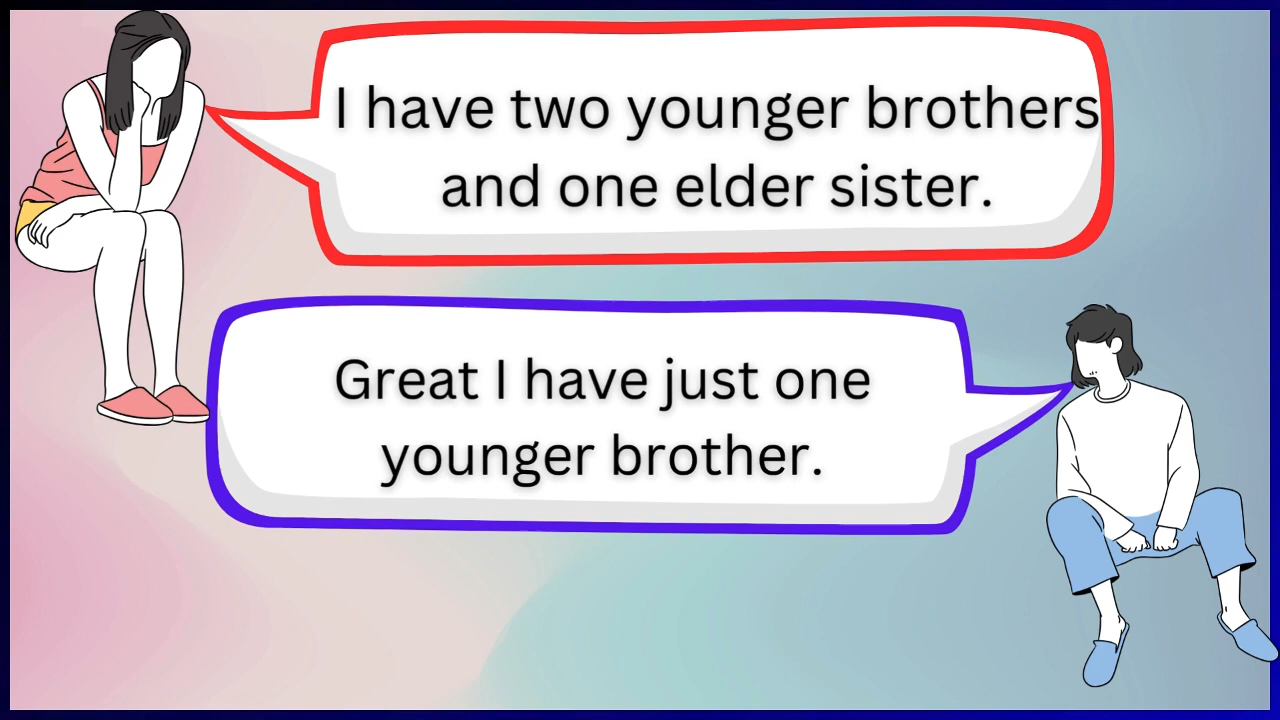 I have two younger brothers
and one elder sister.
Great I have just one
younger brother.